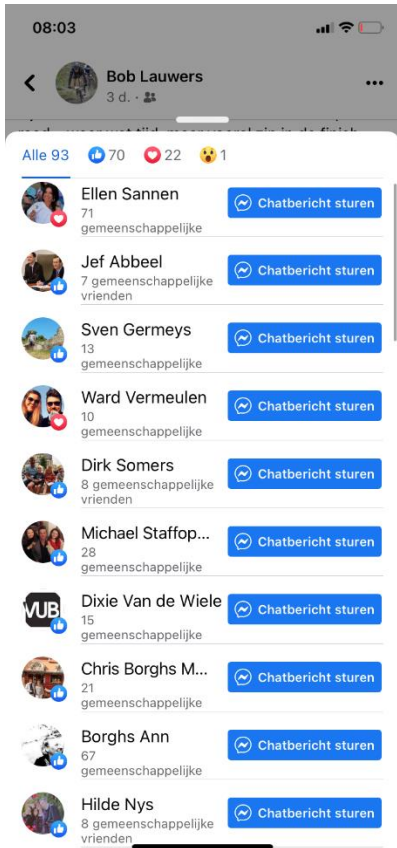 08:03
Bob Lauwers
3 d. ·
Alle 93 70 22 1
Ellen Sannen
71
gemeenschappelijke
Chatbericht sturen
Jef Abbeel
7 gemeenschappelijke
vrienden
Chatbericht sturen
Sven Germeys
13
gemeenschappelijke
Chatbericht sturen
Ward Vermeulen
10
gemeenschappelijke
Chatbericht sturen
Dirk Somers
8 gemeenschappelijke
vrienden
Chatbericht sturen
Michael Staffop...
28
gemeenschappelijke
Chatbericht sturen
VUB
Dixie Van de Wiele
15
gemeenschappelijke
Chatbericht sturen
Chris Borghs M...
21
gemeenschappelijke
Chatbericht sturen
Borghs Ann
67
gemeenschappelijke
Chatbericht sturen
Hilde Nys
8 gemeenschappelijke
vrienden
Chatbericht sturen